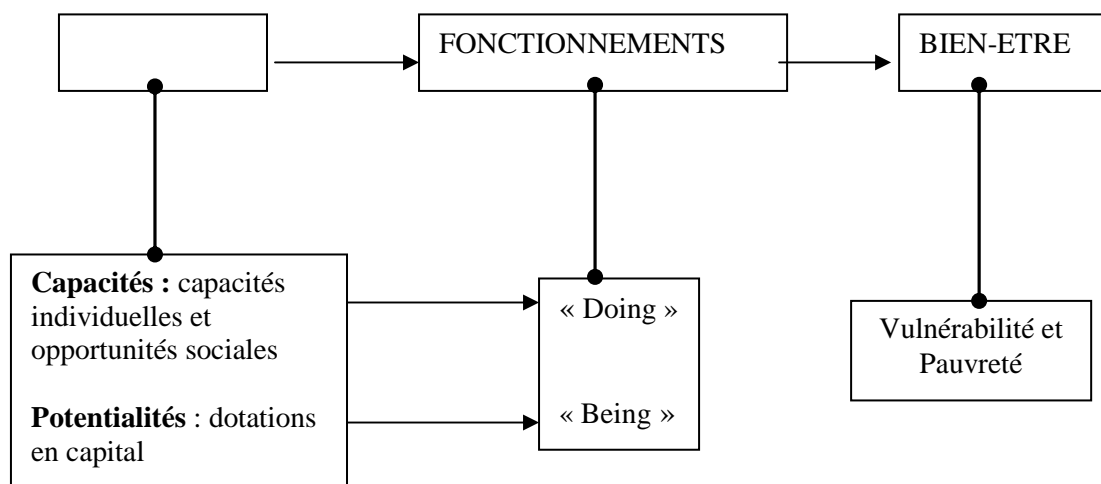 FONCTIONNEMENTS
BIEN-ETRE
Capacités : capacités
individuelles et
opportunités sociales
Potentialités : dotations
en capital
« Doing »
« Being »
Vulnérabilité et
Pauvreté